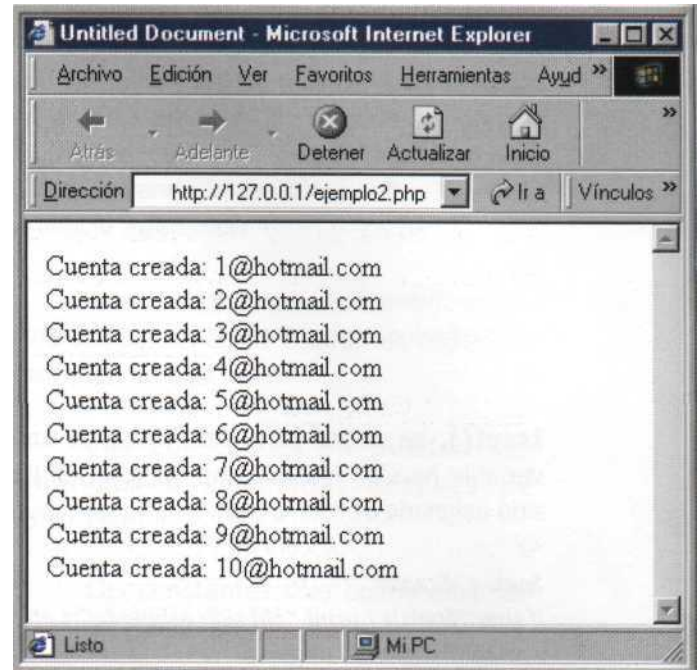 Untitled Document - Microsoft Internet Explorer
Archivo Edición Ver Favoritos Herramientas Ayud »
Atrás Adelante Detener Actualizar Inicio »
Dirección http://127.0.0.1/ejemplo2.php Ir a Vínculos »
Cuenta creada: 1@hotmail.com
Cuenta creada: 2@hotmail.com
Cuenta creada: 3@hotmail.com
Cuenta creada: 4@hotmail.com
Cuenta creada: 5@hotmail.com
Cuenta creada: 6@hotmail.com
Cuenta creada: 7@hotmail.com
Cuenta creada: 8@hotmail.com
Cuenta creada: 9@hotmail.com
Cuenta creada: 10@hotmail.com
Listo Mi PC